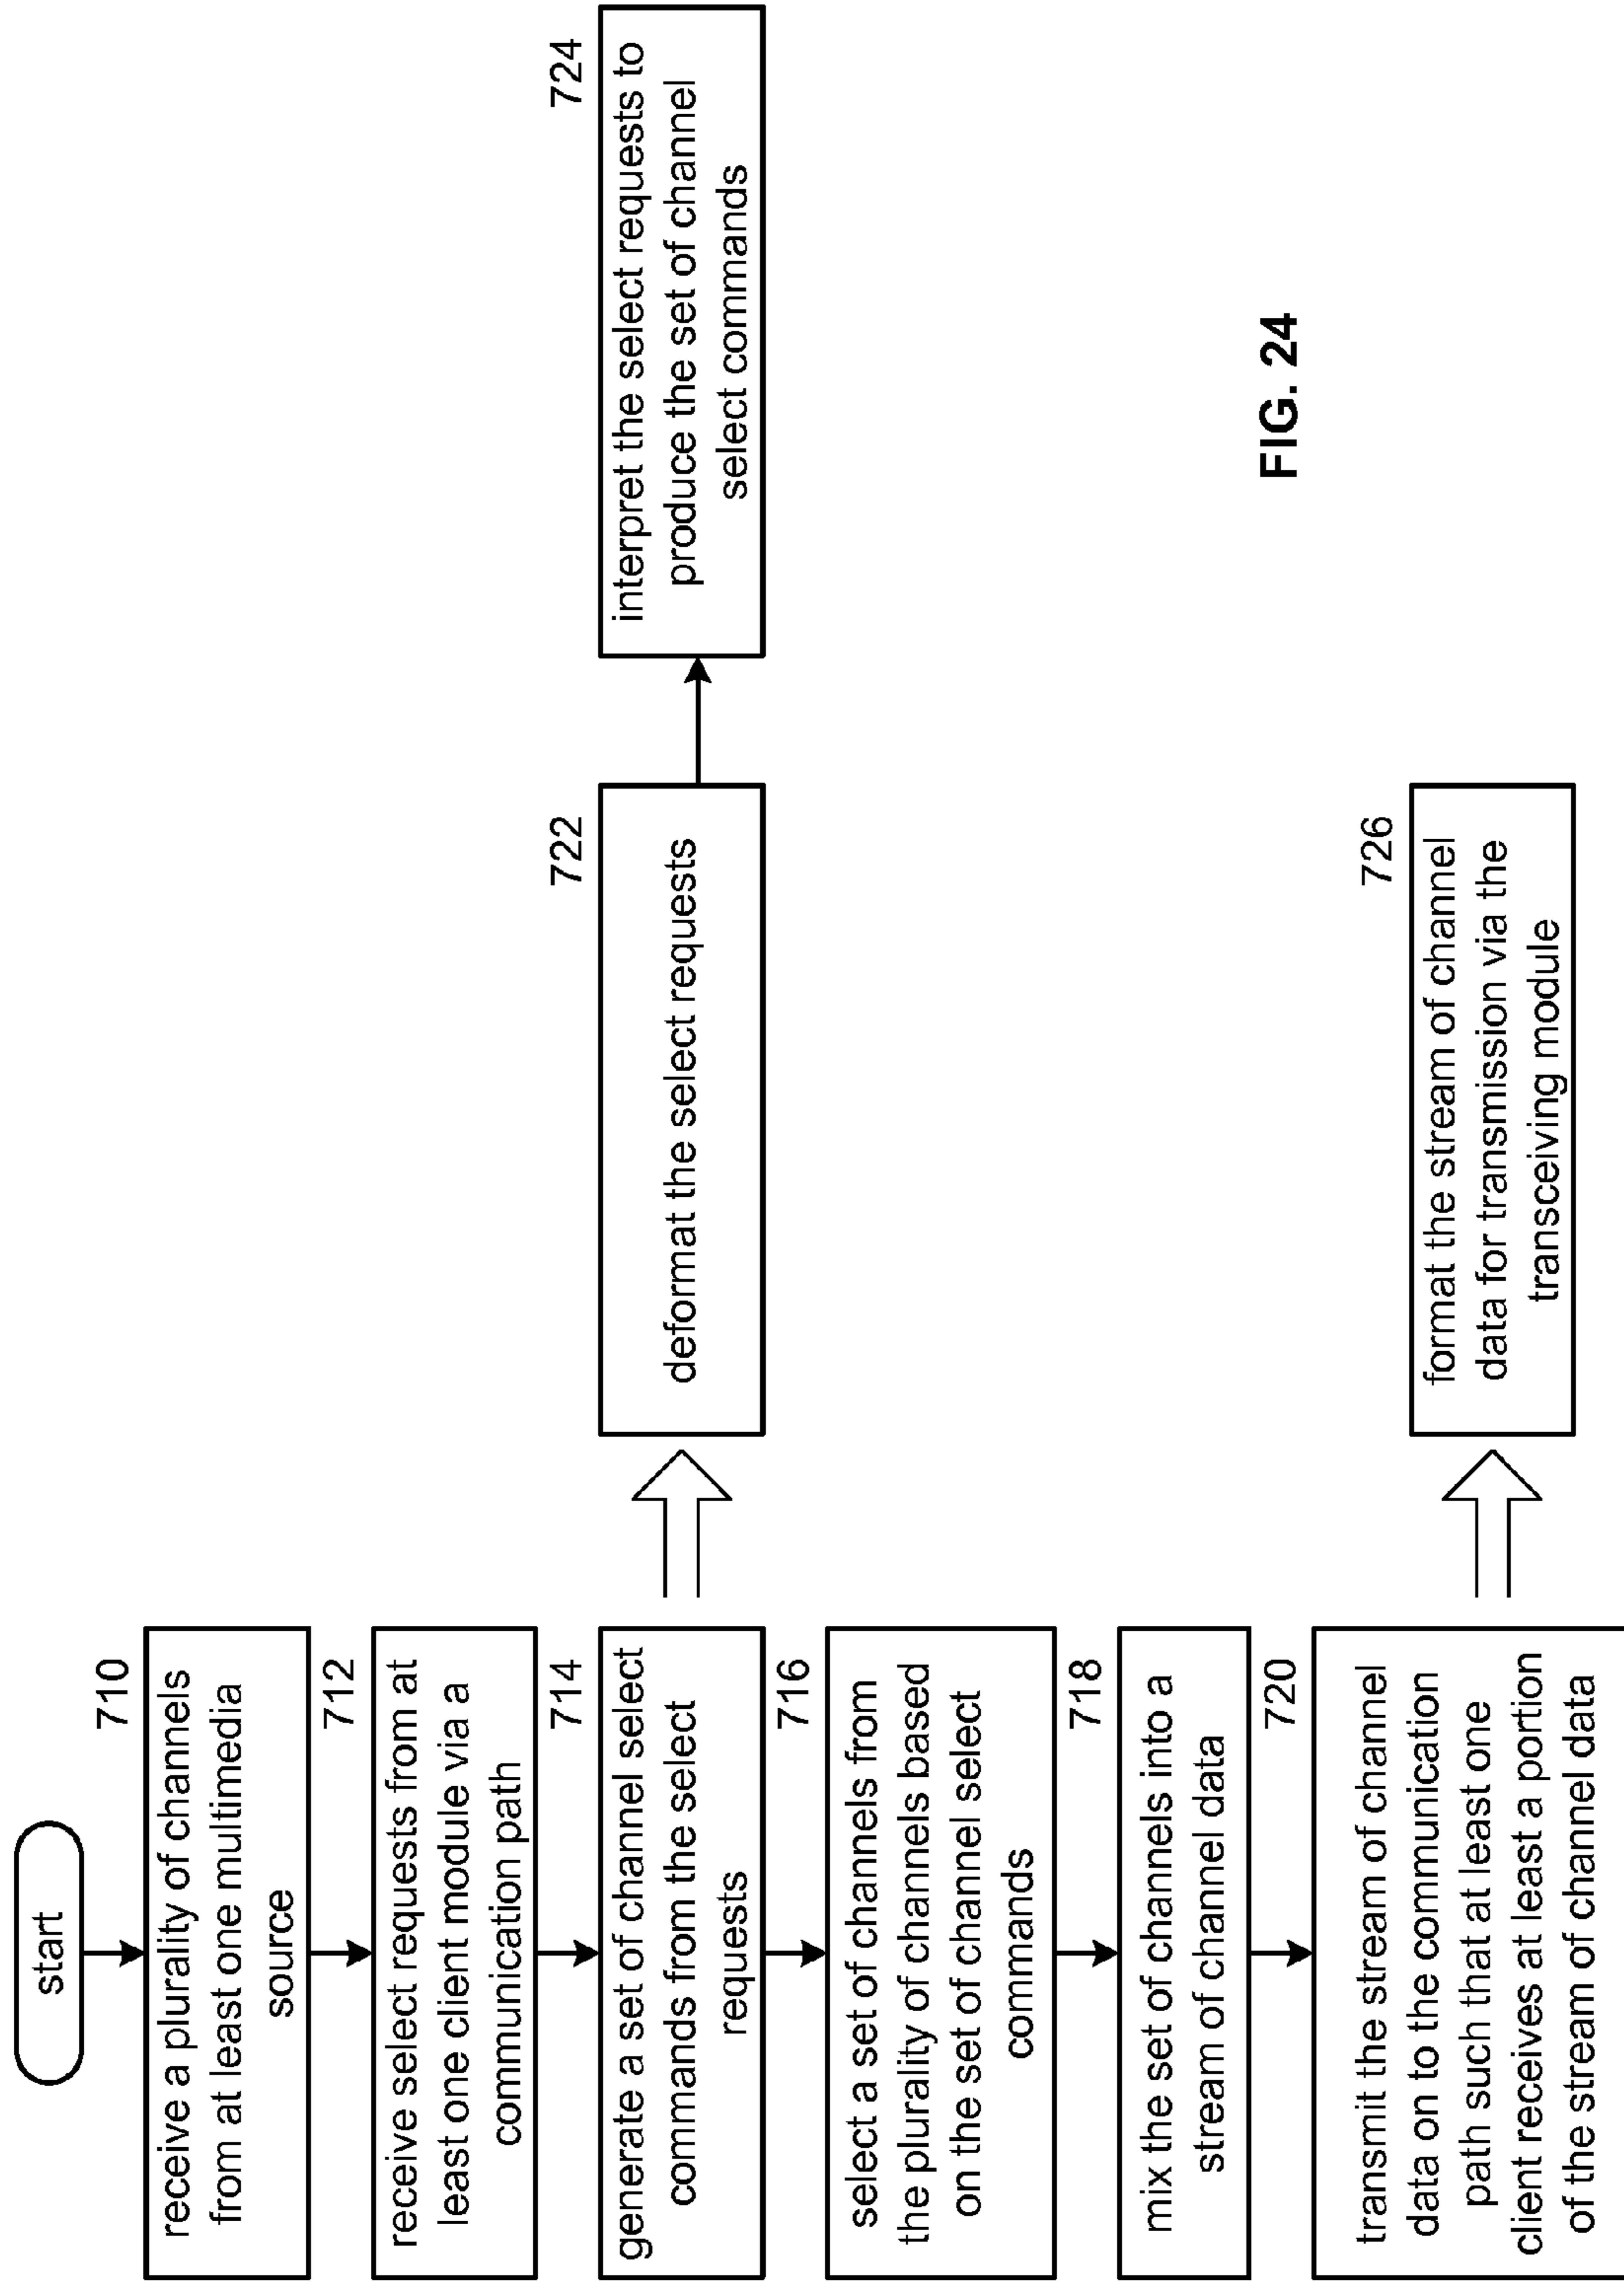 start
710
receive a plurality of channels
from at least one multimedia
source
712
receive select requests from at
least one client module via a
communication path
714
generate a set of channel select
commands from the select
requests
716
select a set of channels from
the plurality of channels based
on the set of channel select
commands
718
mix the set of channels into a
stream of channel data
720
transmit the stream of channel
data on to the communication
path such that at least one
client receives at least a portion
of the stream of channel data
722
deformat the select requests
724
interpret the select requests to
produce the set of channel
select commands
726
format the stream of channel
data for transmission via the
transceiving module
FIG. 24